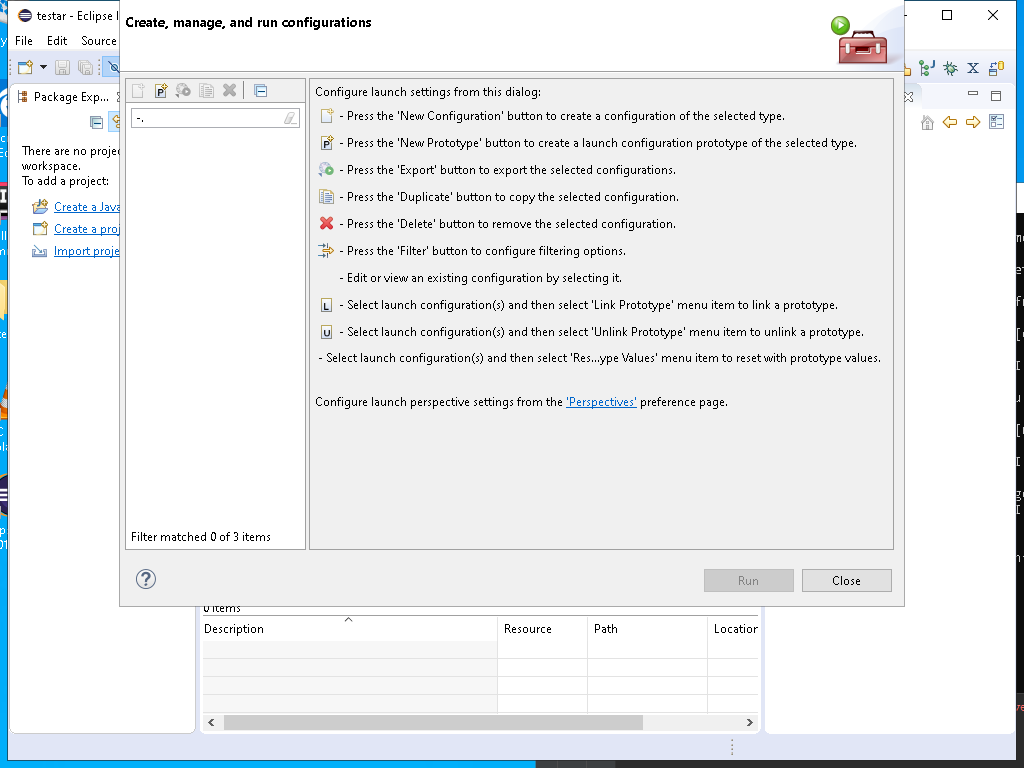 testar - Eclipse I
Create, manage, and run configurations
File Edit Source
Package Exp...
-.
Configure launch settings from this dialog:
- Press the 'New Configuration' button to create a configuration of the selected type.
- Press the 'New Prototype' button to create a launch configuration prototype of the selected type.
- Press the 'Export' button to export the selected configurations.
- Press the 'Duplicate' button to copy the selected configuration.
- Press the 'Delete' button to remove the selected configuration.
- Press the 'Filter' button to configure filtering options.
- Edit or view an existing configuration by selecting it.
L - Select launch configuration(s) and then select 'Link Prototype' menu item to link a prototype.
U - Select launch configuration(s) and then select 'Unlink Prototype' menu item to unlink a prototype.
- Select launch configuration(s) and then select 'Res...ype Values' menu item to reset with prototype values.
Configure launch perspective settings from the 'Perspectives' preference page.
There are no proje
workspace.
To add a project:
Create a Java
Create a proj
Import proje
Filter matched 0 of 3 items
Run Close
0 items
Description Resource Path Location